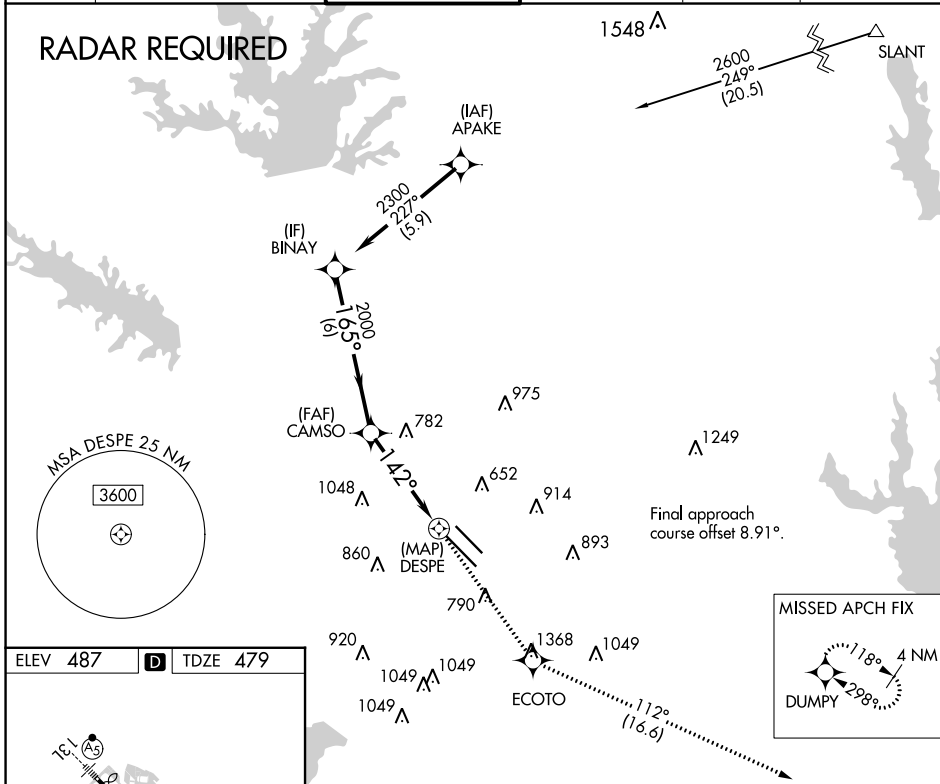 1548
RADAR REQUIRED
SLANT
2600
249°
(20.5)
(IAF)
APAKE
2300
227°
(5.9)
(IF)
BINAY
2000
165°
(6)
975
(FAF)
CAMSO
782
1249
MSA DESPE 25 NM
3600
142°
652
1048
914
Final approach
course offset 8.91°.
(MAP)
DESPE
893
860
790
MISSED APCH FIX
118°
4 NM
DUMPY
298°
ELEV 487
D
TDZE 479
920
1368
1049
1049
1049
1049
ECOTO
112°
(16.6)
13L
A5